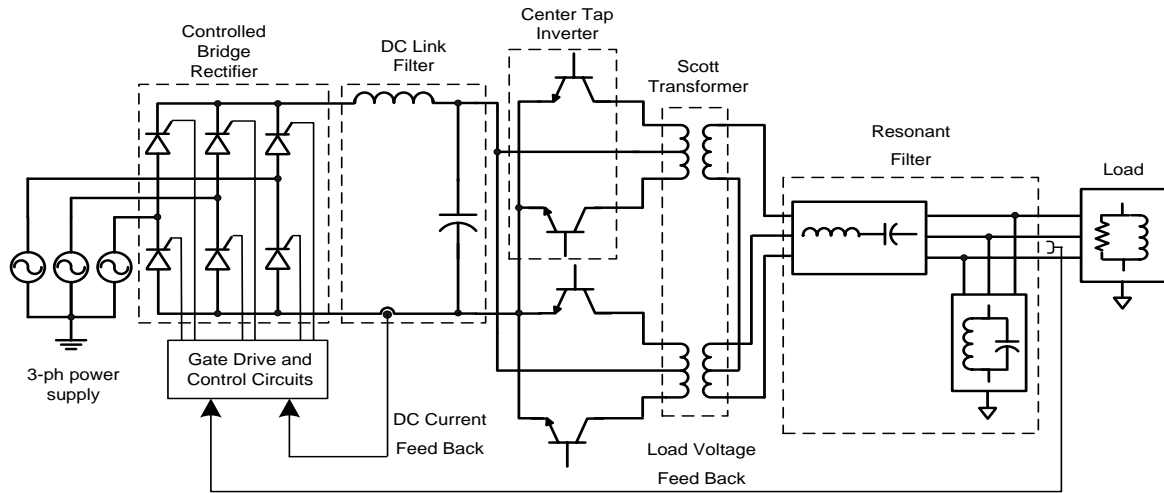 Controlled
Bridge
Rectifier
DC Link
Filter
Center Tap
Inverter
Scott
Transformer
Resonant
Filter
Load
3-ph power
supply
Gate Drive and
Control Circuits
DC Current
Feed Back
Load Voltage
Feed Back